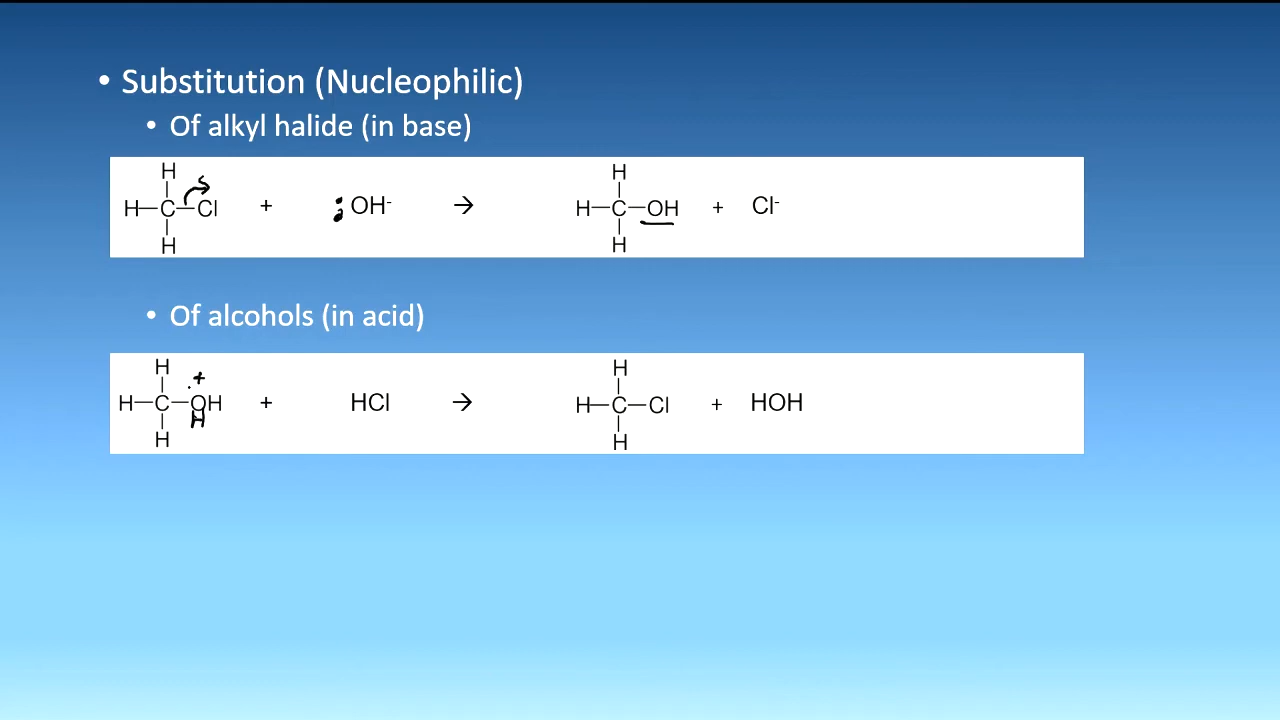 • Substitution (Nucleophilic)
• Of alkyl halide (in base)
H
H—C—Cl + :OH⁻ → H—C—OH + Cl⁻
H
H
H
• Of alcohols (in acid)
H
+
H—C—OH + HCl → H—C—Cl + HOH
H
H
H
H